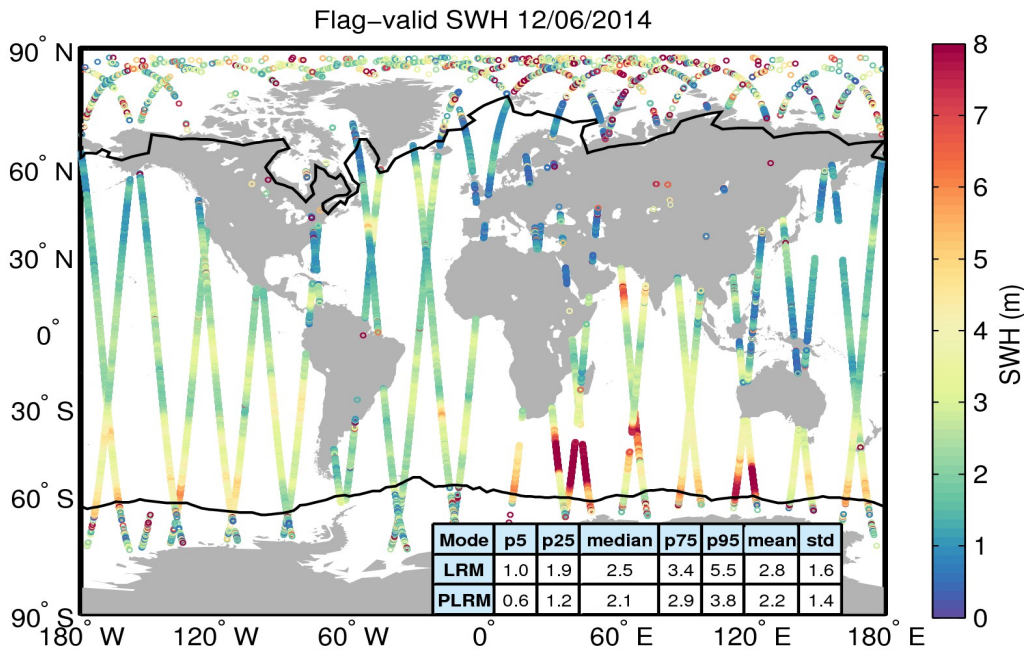 Flag−valid SWH 12/06/2014
90° N
60° N
30° N
0°
30° S
60° S
90° S
180° W 120° W 60° W 0° 60° E 120° E 180° E
Mode p5 p25 median p75 p95 mean std
LRM 1.0 1.9 2.5 3.4 5.5 2.8 1.6
PLRM 0.6 1.2 2.1 2.9 3.8 2.2 1.4
8
7
6
5
4
3
2
1
0
SWH (m)